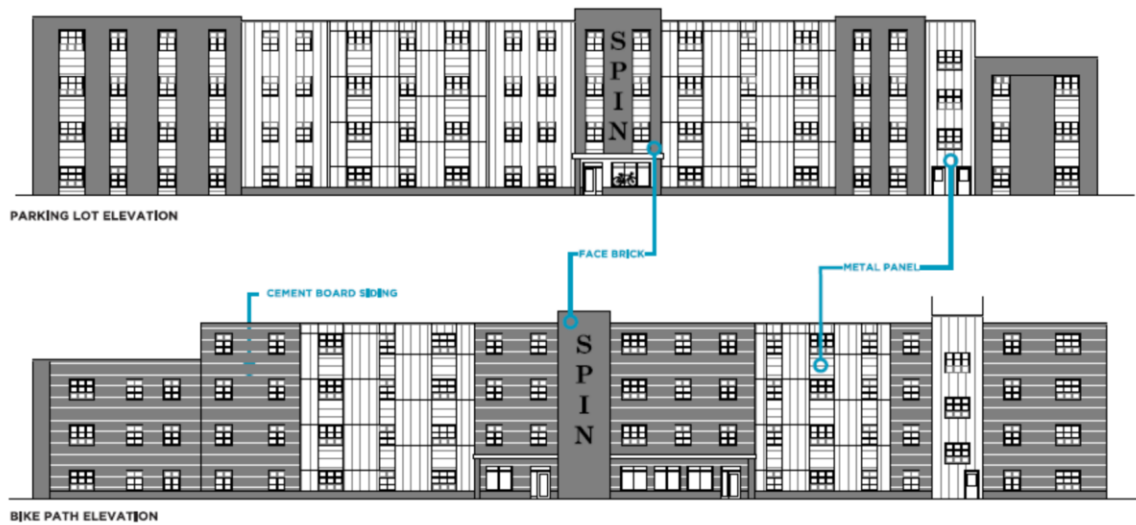 SPIN
PARKING LOT ELEVATION
FACE BRICK
METAL PANEL
CEMENT BOARD SIDING
SPIN
BIKE PATH ELEVATION